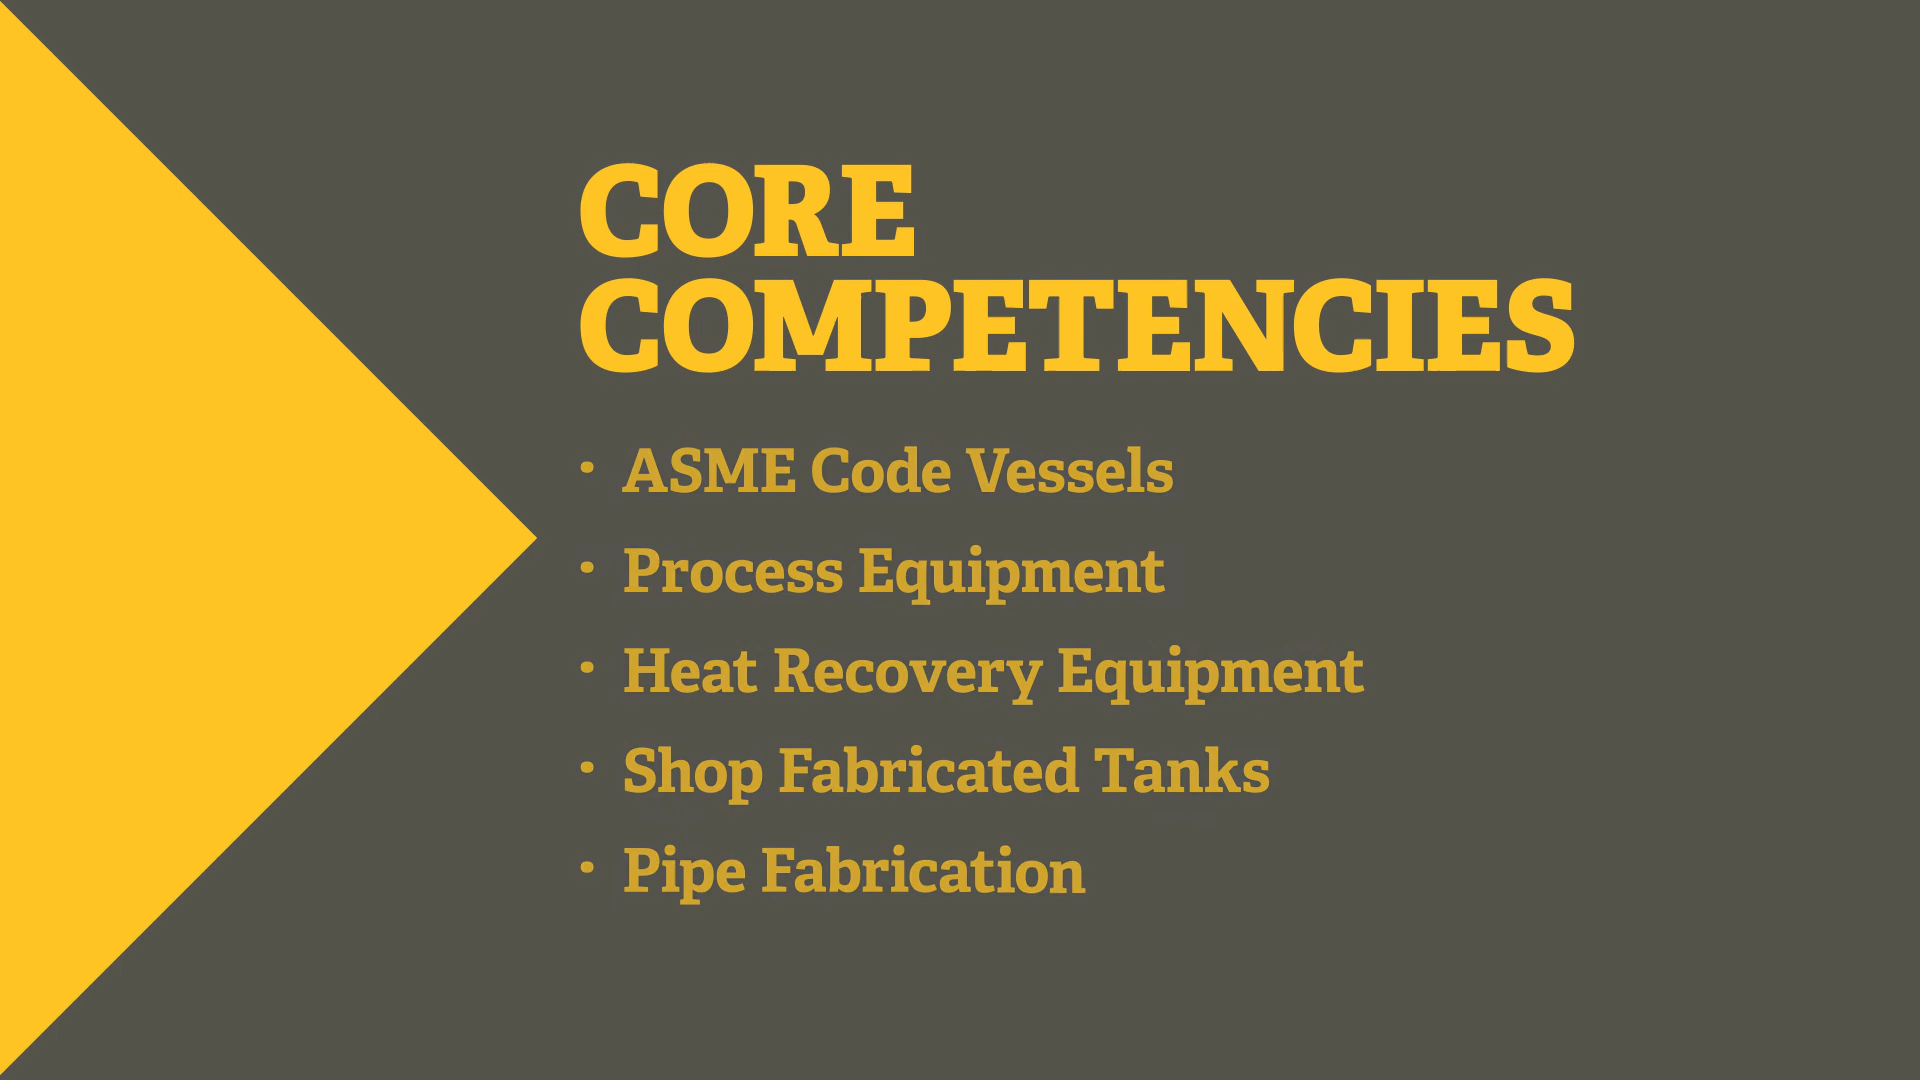 CORE
COMPETENCIES
• ASME Code Vessels
• Process Equipment
• Heat Recovery Equipment
• Shop Fabricated Tanks
• Pipe Fabrication